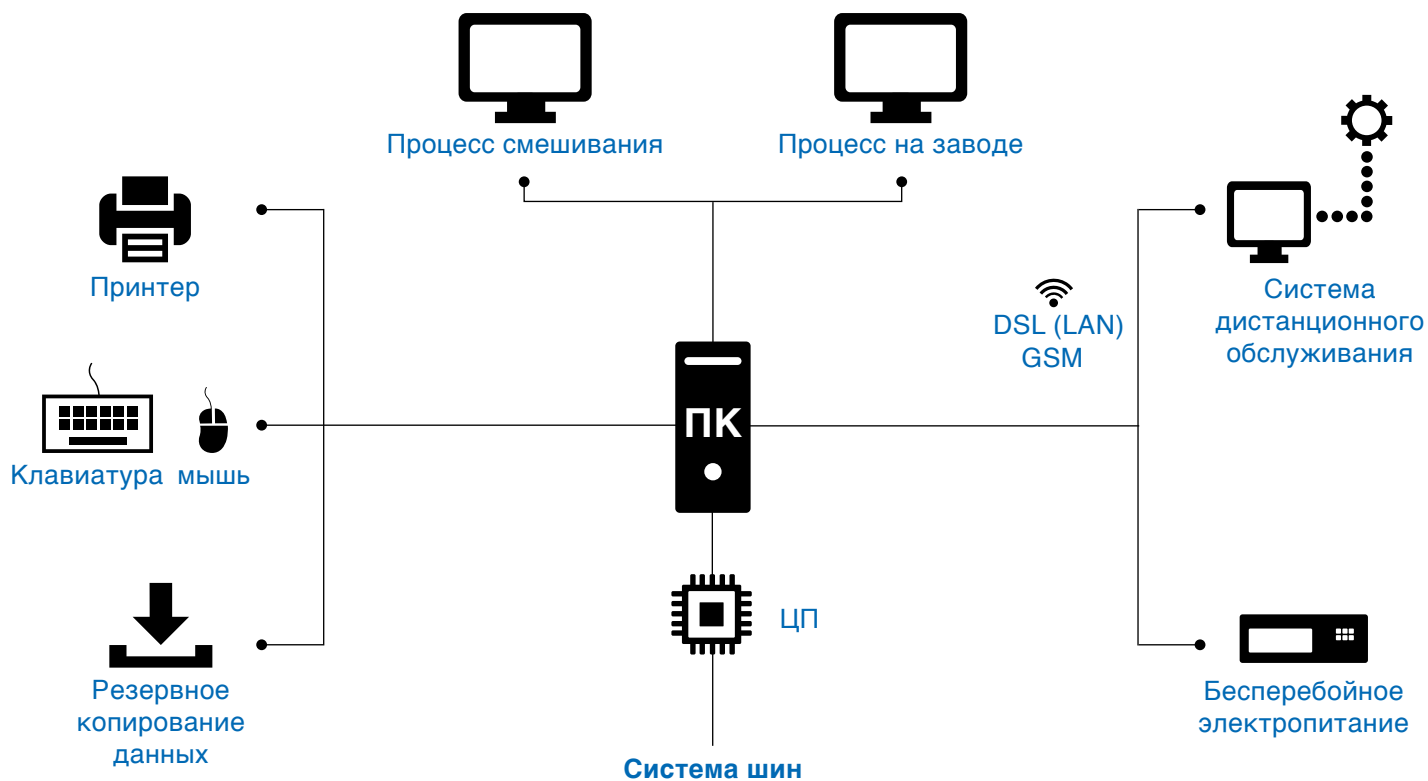 Процесс смешивания
Процесс на заводе
Принтер
DSL (LAN)
GSM
Система
дистанционного
обслуживания
ПК
Клавиатура мышь
ЦП
Резервное
копирование
данных
Бесперебойное
электропитание
Система шин